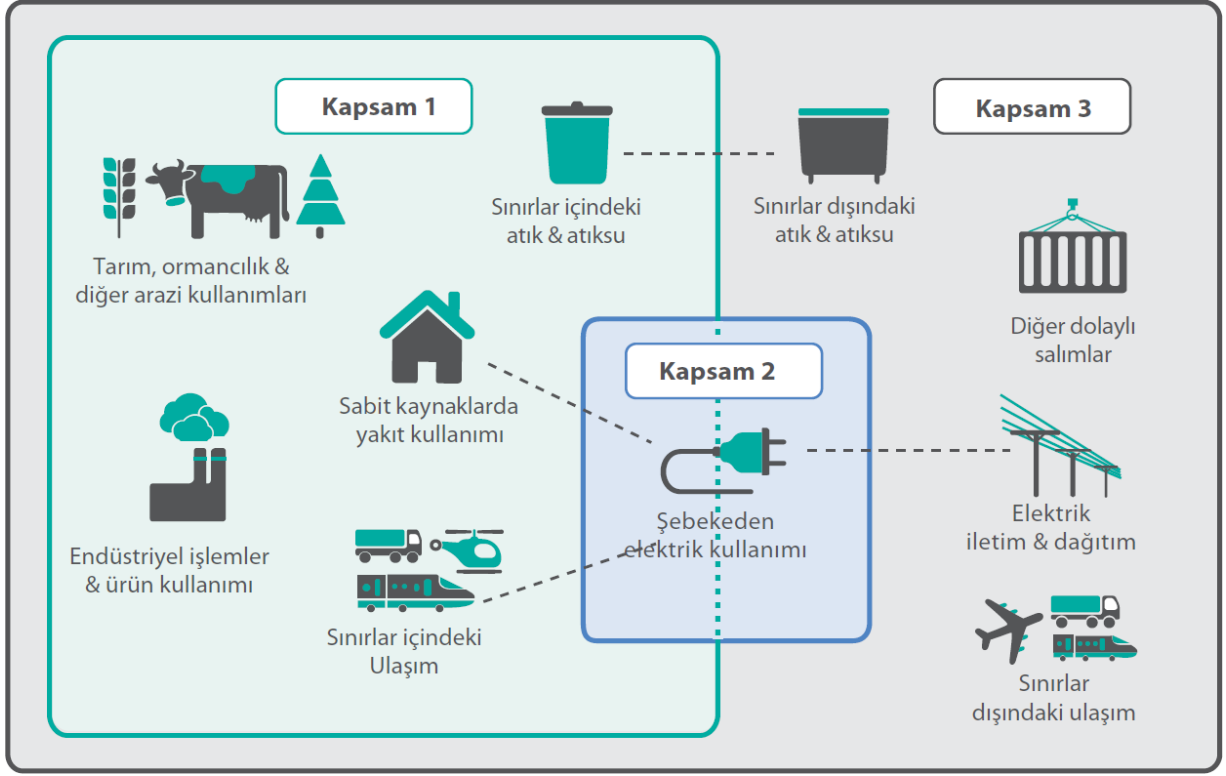 Kapsam 1
Kapsam 3
Sınırlar içindeki
atık & atıksu
Sınırlar dışındaki
atık & atıksu
Tarım, ormancılık &
diğer arazi kullanımları
Diğer dolaylı
salımlar
Kapsam 2
Sabit kaynaklarda
yakıt kullanımı
Şebekeden
elektrik kullanımı
Elektrik
iletim & dağıtım
Endüstriyel işlemler
& ürün kullanımı
Sınırlar içindeki
Ulaşım
Sınırlar
dışındaki ulaşım